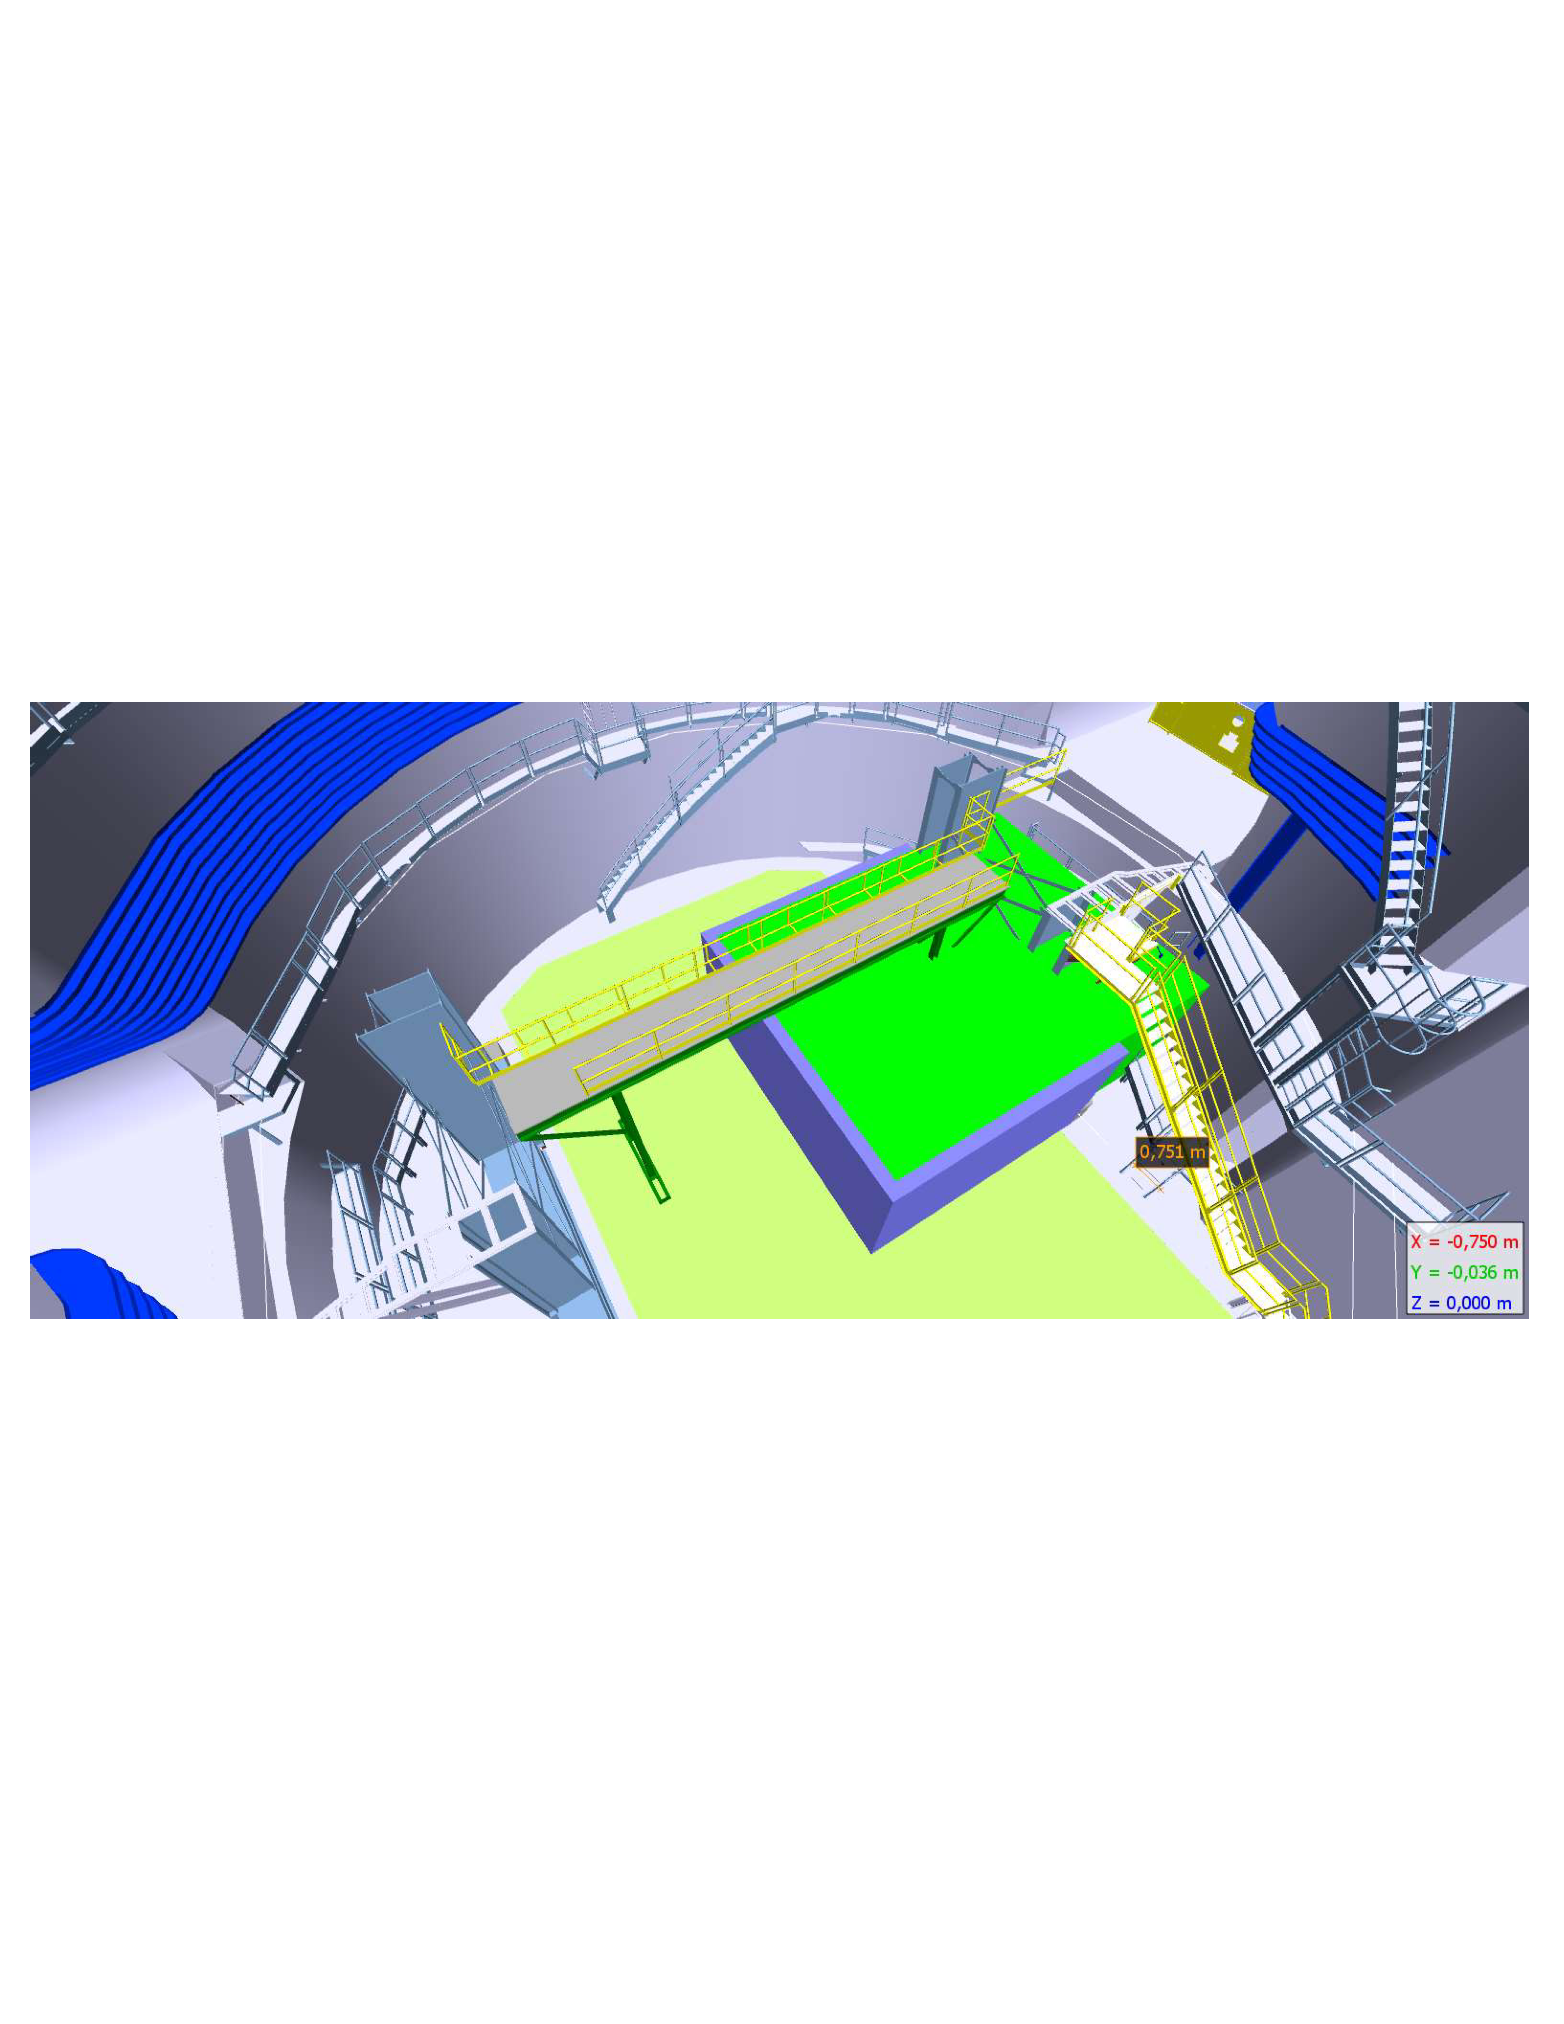 0,751 m
X = -0,750 m
Y = -0,036 m
Z = 0,000 m